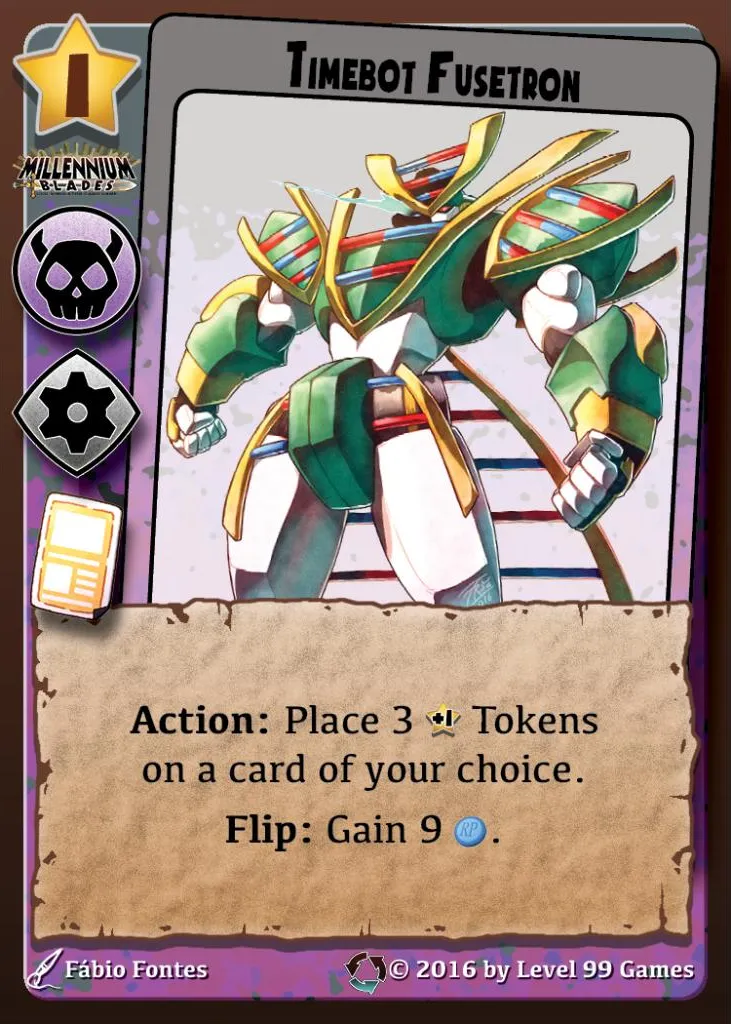 1
TIMEBOT FUSETRON
MILLENNIUM
BLADES
Action: Place 3 +1 Tokens
on a card of your choice.
Flip: Gain 9 RP.
Fábio Fontes
© 2016 by Level 99 Games